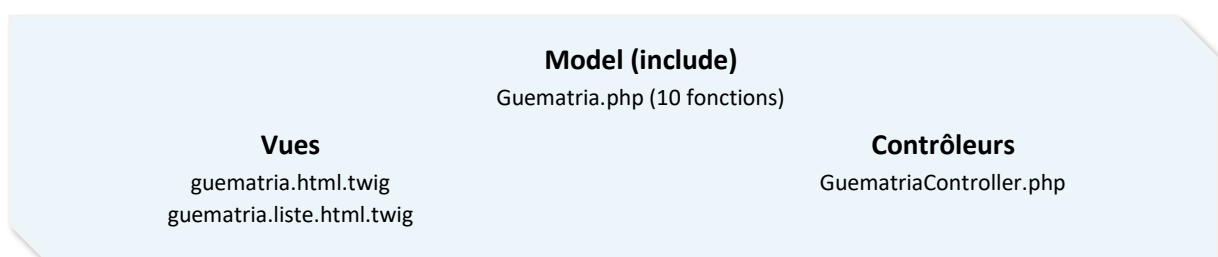 Model (include)
Guematria.php (10 fonctions)
Vues
guematria.html.twig
guematria.liste.html.twig
Contrôleurs
GuematriaController.php